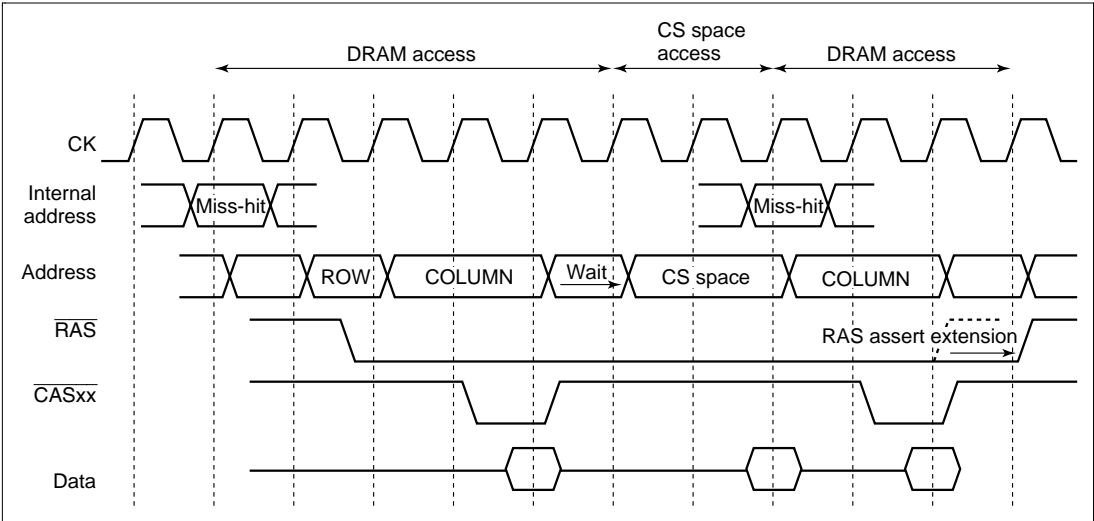 DRAM access
CS space
access
DRAM access
CK
Internal
address
Miss-hit
Miss-hit
Address
ROW
COLUMN
Wait
CS space
COLUMN
RAS
RAS assert extension
CASxx
Data